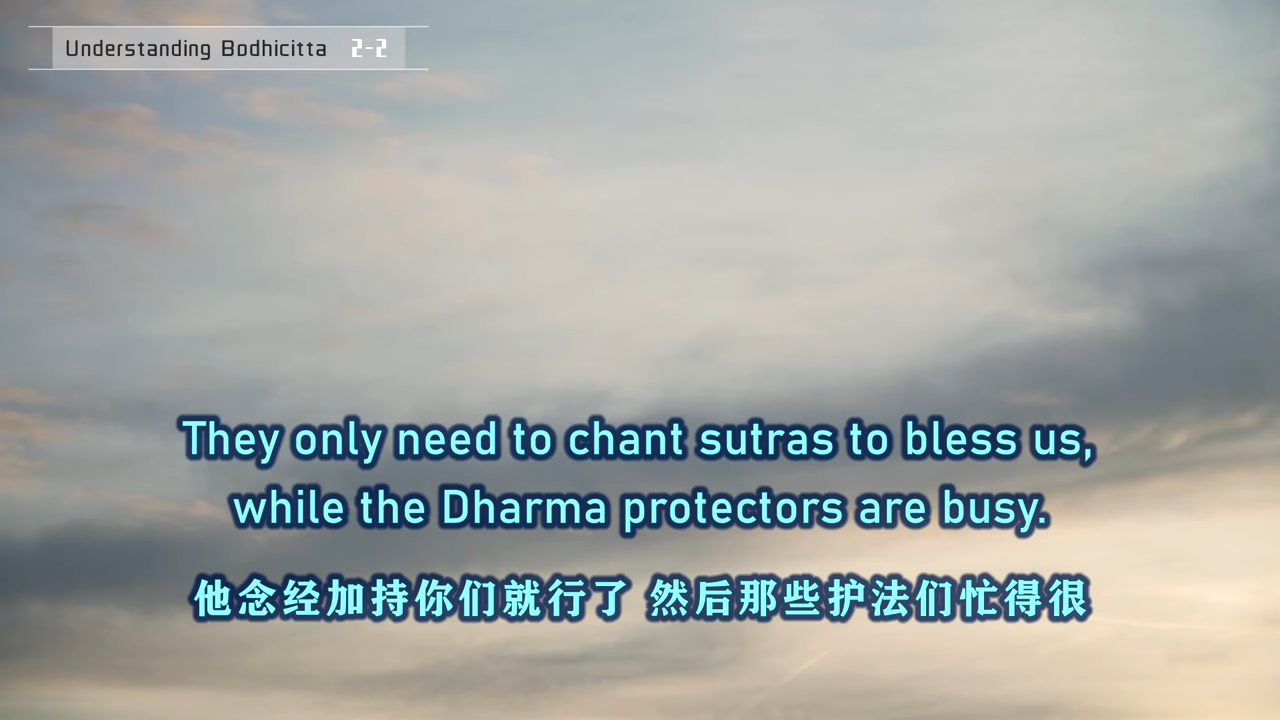 Understanding Bodhicitta 2-2
They only need to chant sutras to bless us,
while the Dharma protectors are busy.
他念经加持你们就行了 然后那些护法们忙得很